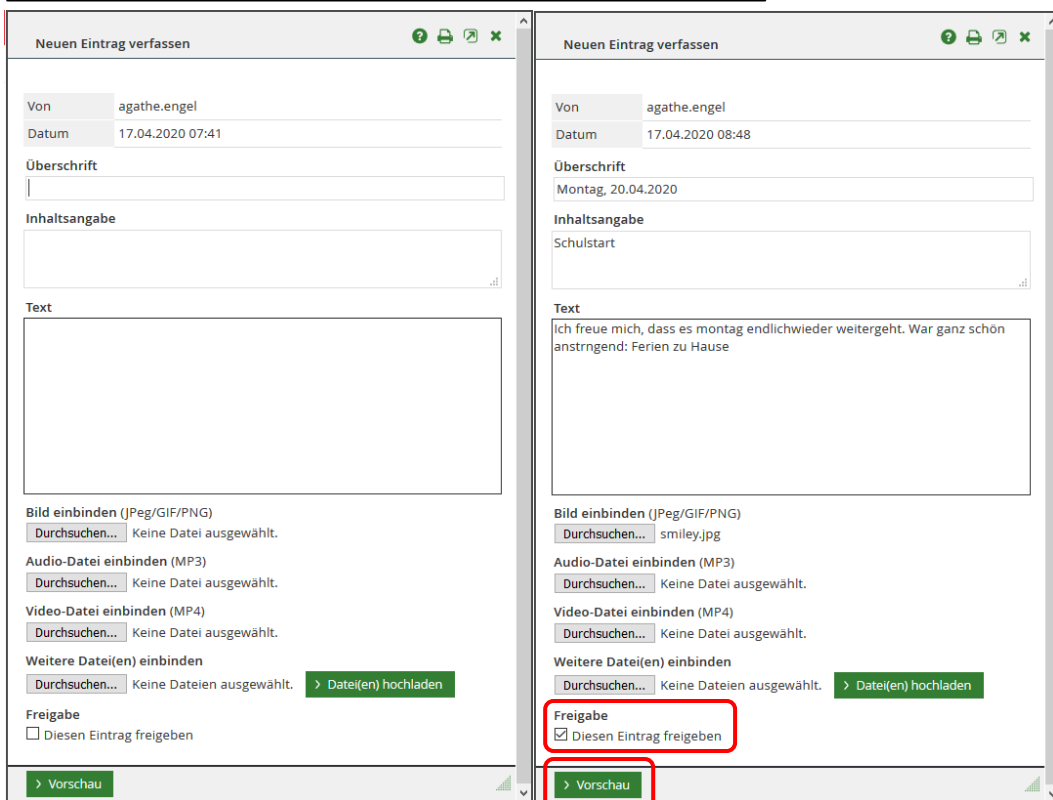 Neuen Eintrag verfassen
Von agathe.engel
Datum 17.04.2020 07:41
Überschrift
Inhaltsangabe
Text
Bild einbinden (JPeg/GIF/PNG)
Durchsuchen... Keine Datei ausgewählt.
Audio-Datei einbinden (MP3)
Durchsuchen... Keine Datei ausgewählt.
Video-Datei einbinden (MP4)
Durchsuchen... Keine Datei ausgewählt.
Weitere Datei(en) einbinden
Durchsuchen... Keine Dateien ausgewählt. > Datei(en) hochladen
Freigabe
Diesen Eintrag freigeben
> Vorschau
Neuen Eintrag verfassen
Von agathe.engel
Datum 17.04.2020 08:48
Überschrift
Montag, 20.04.2020
Inhaltsangabe
Schulstart
Text
Ich freue mich, dass es montag endlichwieder weitergeht. War ganz schön
anstrngend: Ferien zu Hause
Bild einbinden (JPeg/GIF/PNG)
Durchsuchen... smiley.jpg
Audio-Datei einbinden (MP3)
Durchsuchen... Keine Datei ausgewählt.
Video-Datei einbinden (MP4)
Durchsuchen... Keine Datei ausgewählt.
Weitere Datei(en) einbinden
Durchsuchen... Keine Dateien ausgewählt. > Datei(en) hochladen
Freigabe
Diesen Eintrag freigeben
> Vorschau